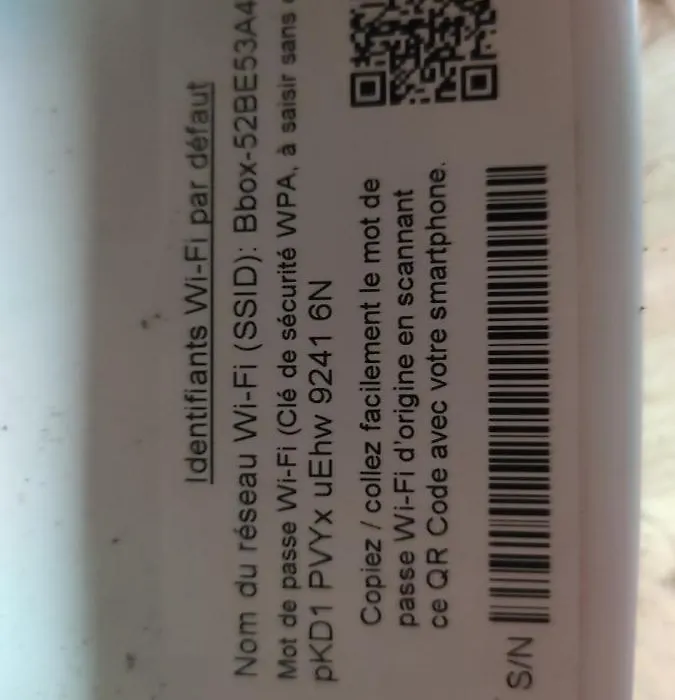 Identifiants Wi-Fi par défaut
Nom du réseau Wi-Fi (SSID): Bbox-52BE53A4
Mot de passe Wi-Fi (Clé de sécurité WPA, à saisir sans
pKD1 PVYx uEhw 9241 6N
Copiez / collez facilement le mot de
passe Wi-Fi d'origine en scannant
ce QR Code avec votre smartphone.
S/N